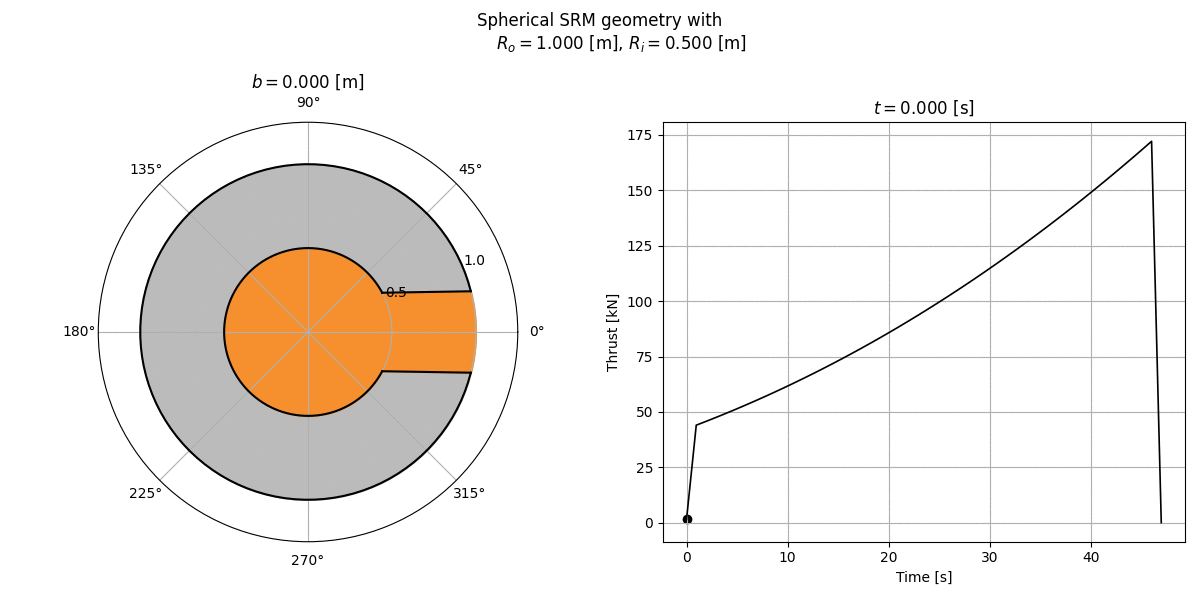 Spherical SRM geometry with
R_o = 1.000 [m], R_i = 0.500 [m]
b = 0.000 [m]
90°
135°
45°
1.0
0.5
180°
0°
225°
315°
270°
t = 0.000 [s]
175
150
125
100
75
50
25
0
Thrust [kN]
0 10 20 30 40
Time [s]